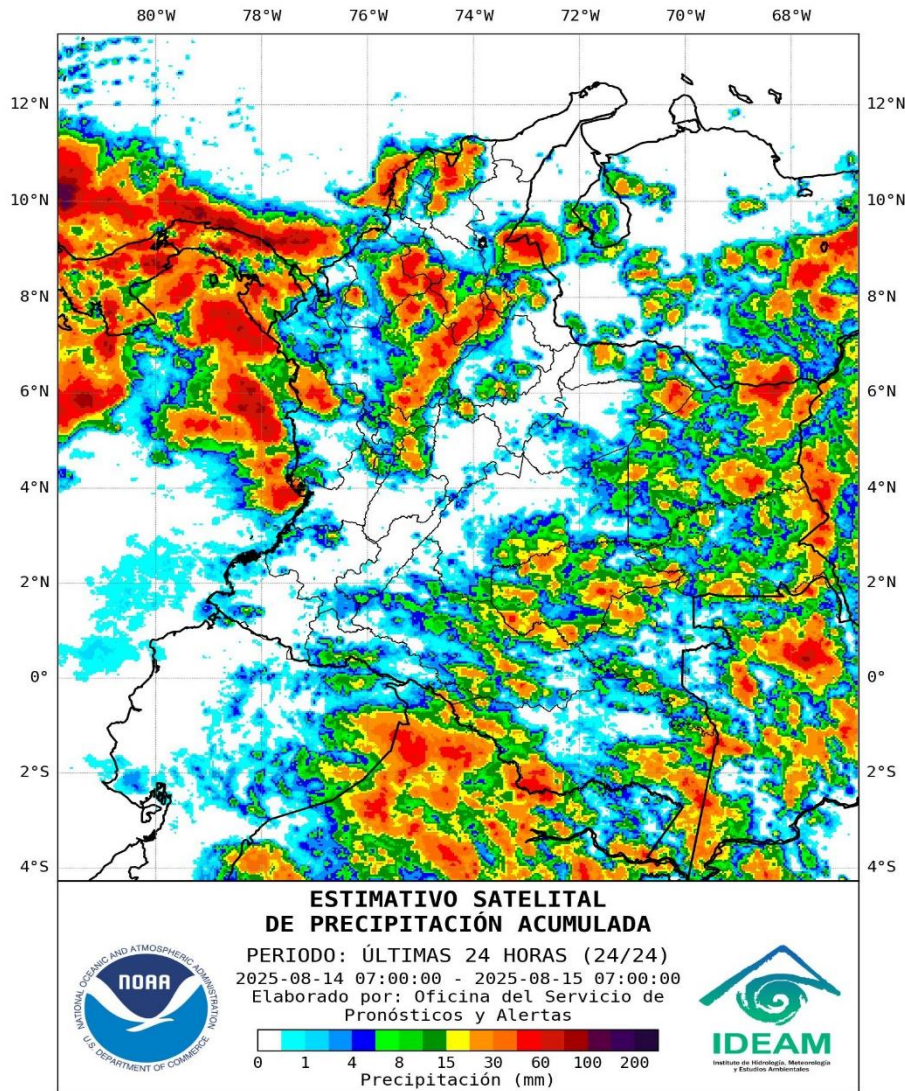 80°W 78°W 76°W 74°W 72°W 70°W 68°W
12°N 12°N
10°N 10°N
8°N 8°N
6°N 6°N
4°N 4°N
2°N 2°N
0° 0°
2°S 2°S
4°S 4°S
ESTIMATIVO SATELITAL
DE PRECIPITACIÓN ACUMULADA
PERIODO: ÚLTIMAS 24 HORAS (24/24)
2025-08-14 07:00:00 - 2025-08-15 07:00:00
Elaborado por: Oficina del Servicio de
Pronósticos y Alertas
0 1 4 8 15 30 60 100 200
Precipitación (mm)
NATIONAL OCEANIC AND ATMOSPHERIC ADMINISTRATION
NOAA
U.S. DEPARTMENT OF COMMERCE
IDEAM
Instituto de Hidrología, Meteorología
y Estudios Ambientales